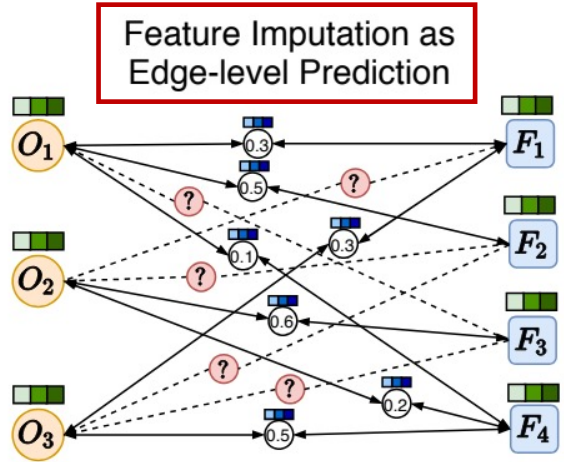 Feature Imputation as
Edge-level Prediction
O₁
0.3
F₁
0.5
?
?
O₂
0.1
0.3
F₂
?
0.6
F₃
?
?
0.2
O₃
0.5
F₄